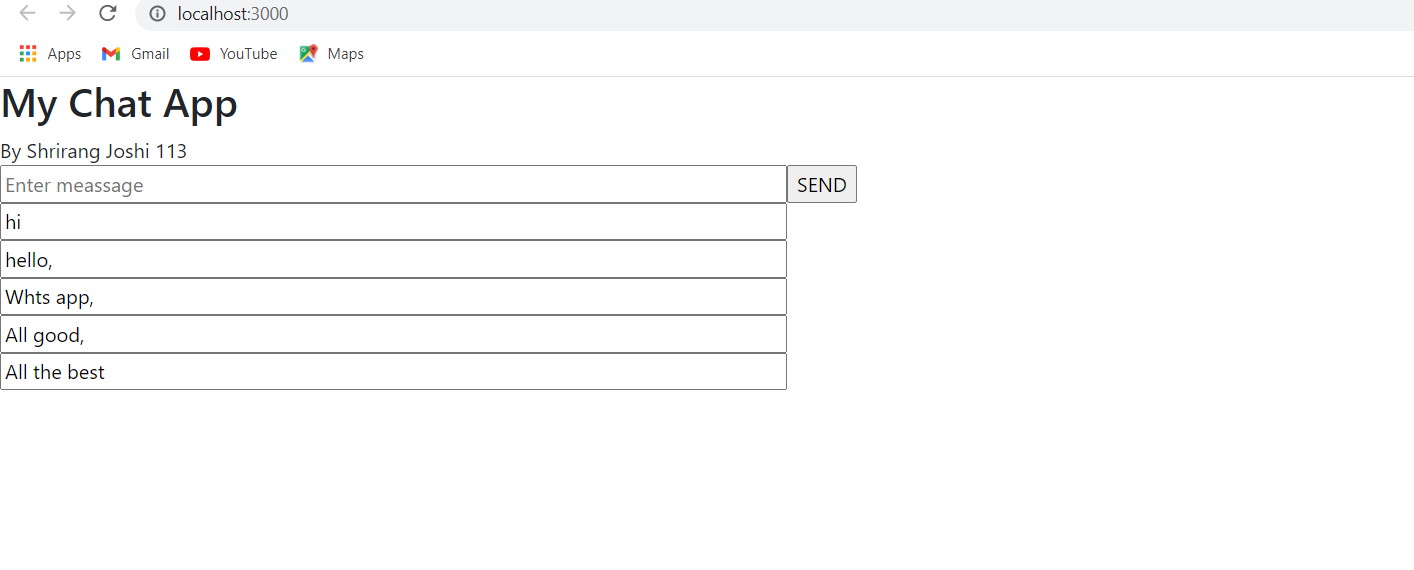 localhost:3000
Apps Gmail YouTube Maps
My Chat App
By Shrirang Joshi 113
Enter meassage SEND
hi
hello,
Whts app,
All good,
All the best